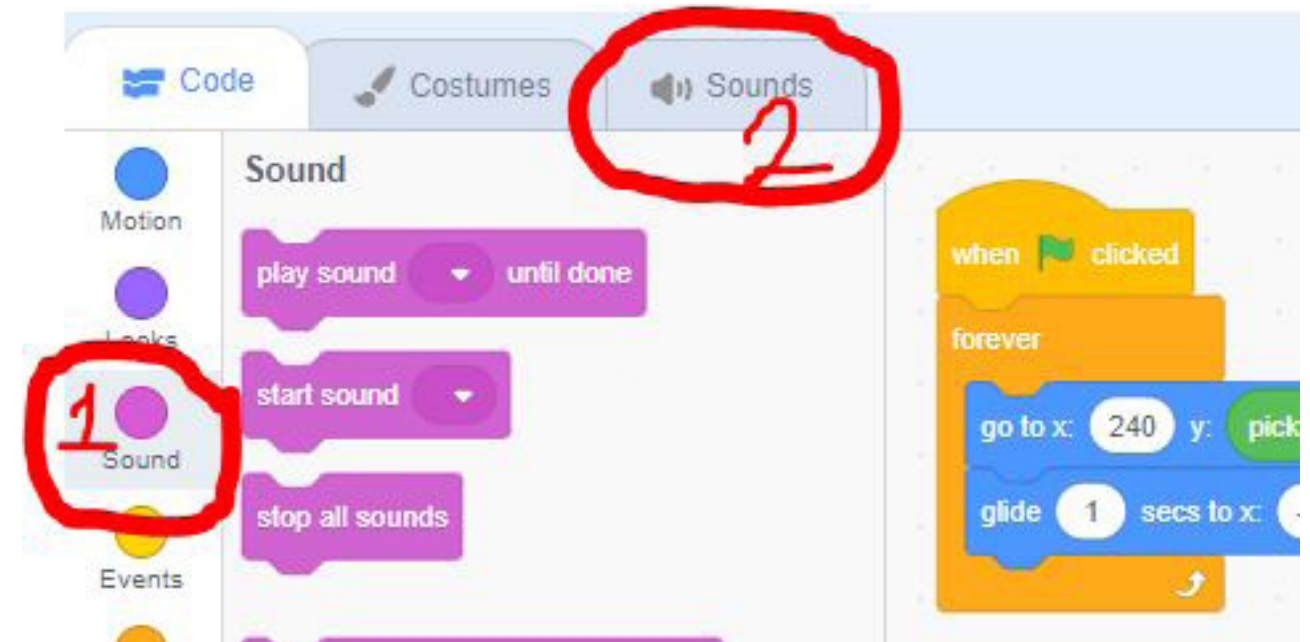 Code Costumes Sounds
2
Sound
Motion
play sound until done
when clicked
forever
start sound
1
Sound
go to x: 240 y: pick
stop all sounds
glide 1 secs to x:
Events